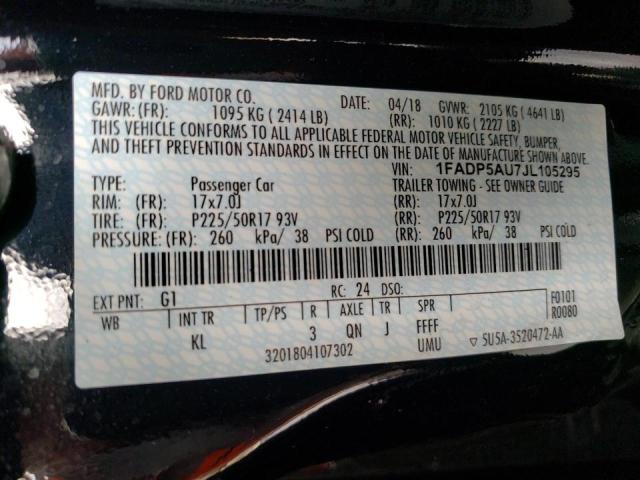 MFD. BY FORD MOTOR CO. DATE: 04/18 GVWR: 2105 KG ( 4641 LB)
GAWR: (FR): 1095 KG ( 2414 LB) (RR): 1010 KG ( 2227 LB)
THIS VEHICLE CONFORMS TO ALL APPLICABLE FEDERAL MOTOR VEHICLE SAFETY, BUMPER,
AND THEFT PREVENTION STANDARDS IN EFFECT ON THE DATE OF MANUFACTURE SHOWN ABOVE.
VIN: 1FADP5AU7JL105295
TYPE: Passenger Car TRAILER TOWING - SEE OWNER GUIDE
RIM: (FR): 17x7.0J (RR): 17x7.0J
TIRE: (FR): P225/50R17 93V (RR): P225/50R17 93V
PRESSURE: (FR): 260 kPa/ 38 PSI COLD (RR): 260 kPa/ 38 PSI COLD
EXT PNT: G1 RC: 24 DSO: F0101
WB INT TR TP/PS R AXLE TR SPR R0080
KL 3 QN J FFFF
3201804107302 UMU ▽ SU5A-3520472-AA